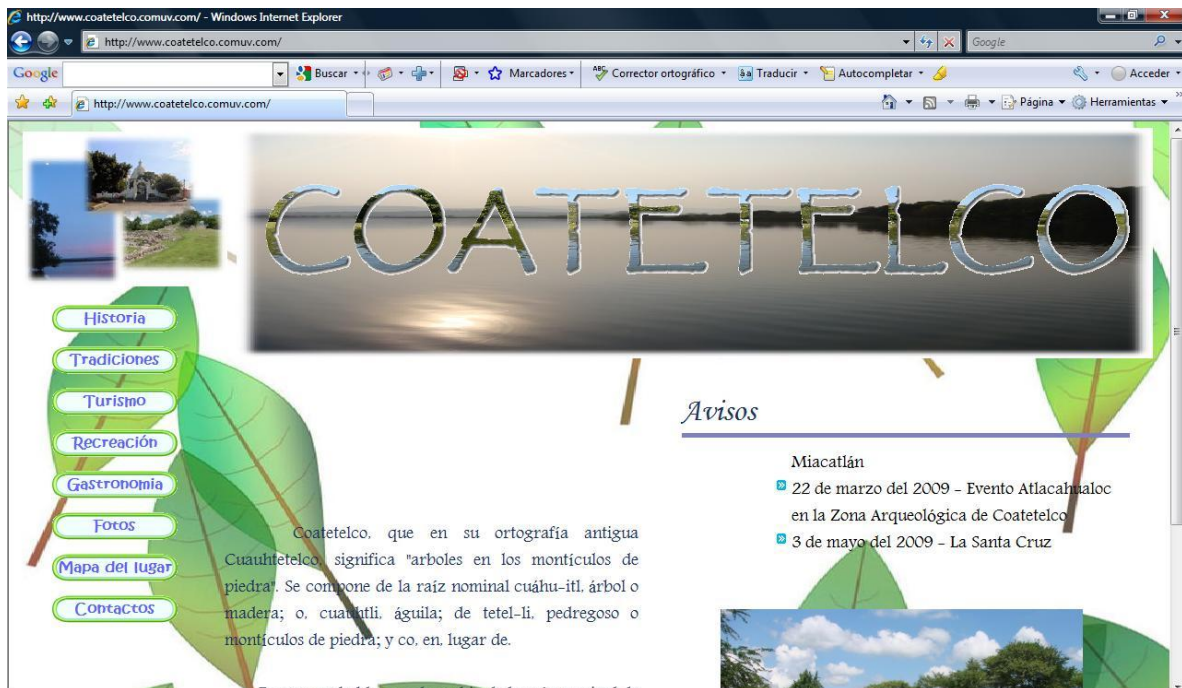 http://www.coatetelco.comuv.com/ - Windows Internet Explorer
http://www.coatetelco.comuv.com/
Google
Google
Buscar
Marcadores
ABC Corrector ortográfico
Traducir
Autocompletar
Acceder
http://www.coatetelco.comuv.com/
Página
Herramientas
COATETELCO
Historia
Tradiciones
Turismo
Recreación
Gastronomia
Fotos
Mapa del lugar
Contactos
Coatetelco, que en su ortografía antigua
Cuauhtetelco, significa "arboles en los montículos de
piedra". Se compone de la raíz nominal cuáhu-itl, árbol o
madera; o, cuauhtli, águila; de tetel-li, pedregoso o
montículos de piedra; y co, en, lugar de.
Avisos
Miacatlán
22 de marzo del 2009 - Evento Atlacahualoc
en la Zona Arqueológica de Coatetelco
3 de mayo del 2009 - La Santa Cruz